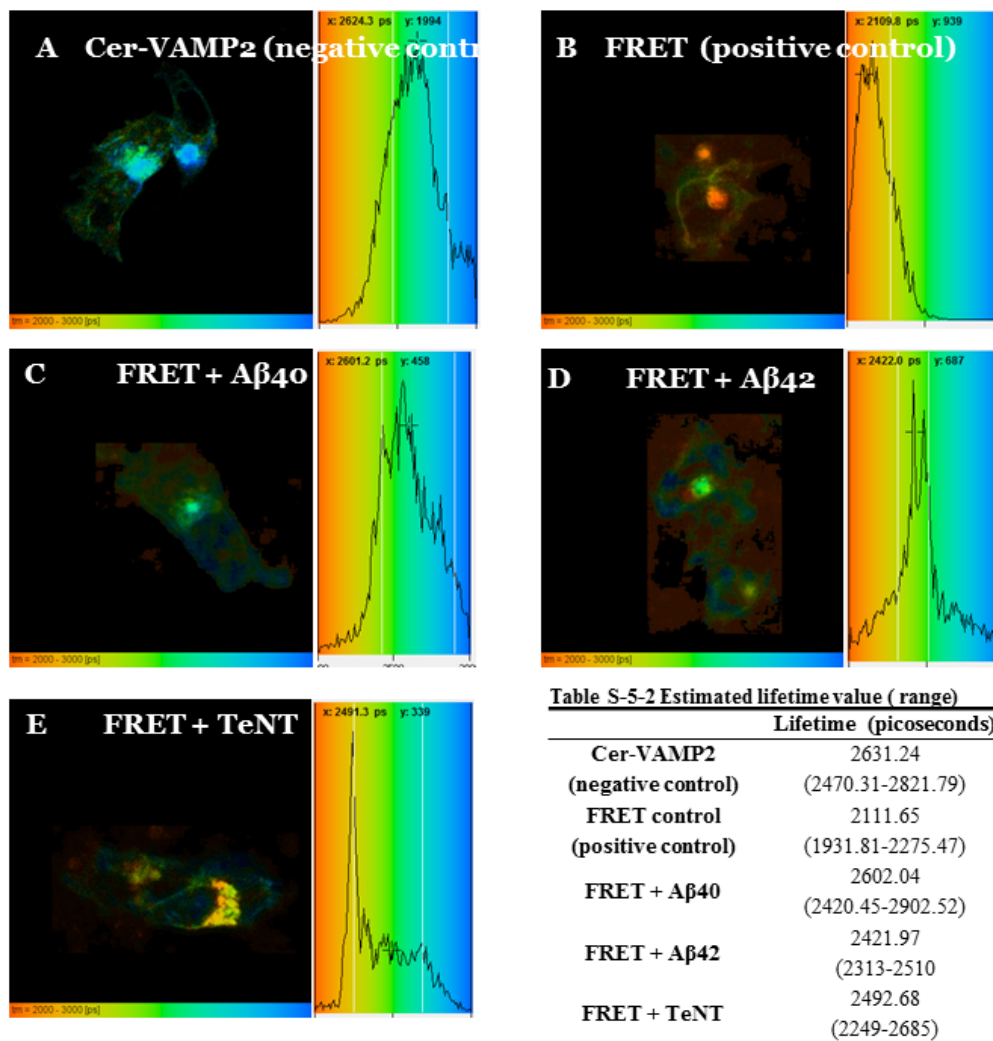 x: 2624.3 ps y: 1994
A Cer-VAMP2 (negative contr
tm = 2000 - 3000 [ps]
x: 2109.8 ps y: 939
B FRET (positive control)
tm = 2000 - 3000 [ps]
x: 2601.2 ps y: 458
C FRET + Aβ40
tm = 2000 - 3000 [ps]
x: 2422.0 ps y: 687
D FRET + Aβ42
tm = 2000 - 3000 [ps]
x: 2491.3 ps y: 339
E FRET + TeNT
tm = 2000 - 3000 [ps]
Table S-5-2 Estimated lifetime value ( range)
Lifetime (picoseconds)
Cer-VAMP2 2631.24
(negative control) (2470.31-2821.79)
FRET control 2111.65
(positive control) (1931.81-2275.47)
FRET + Aβ40 2602.04
(2420.45-2902.52)
FRET + Aβ42 2421.97
(2313-2510
FRET + TeNT 2492.68
(2249-2685)